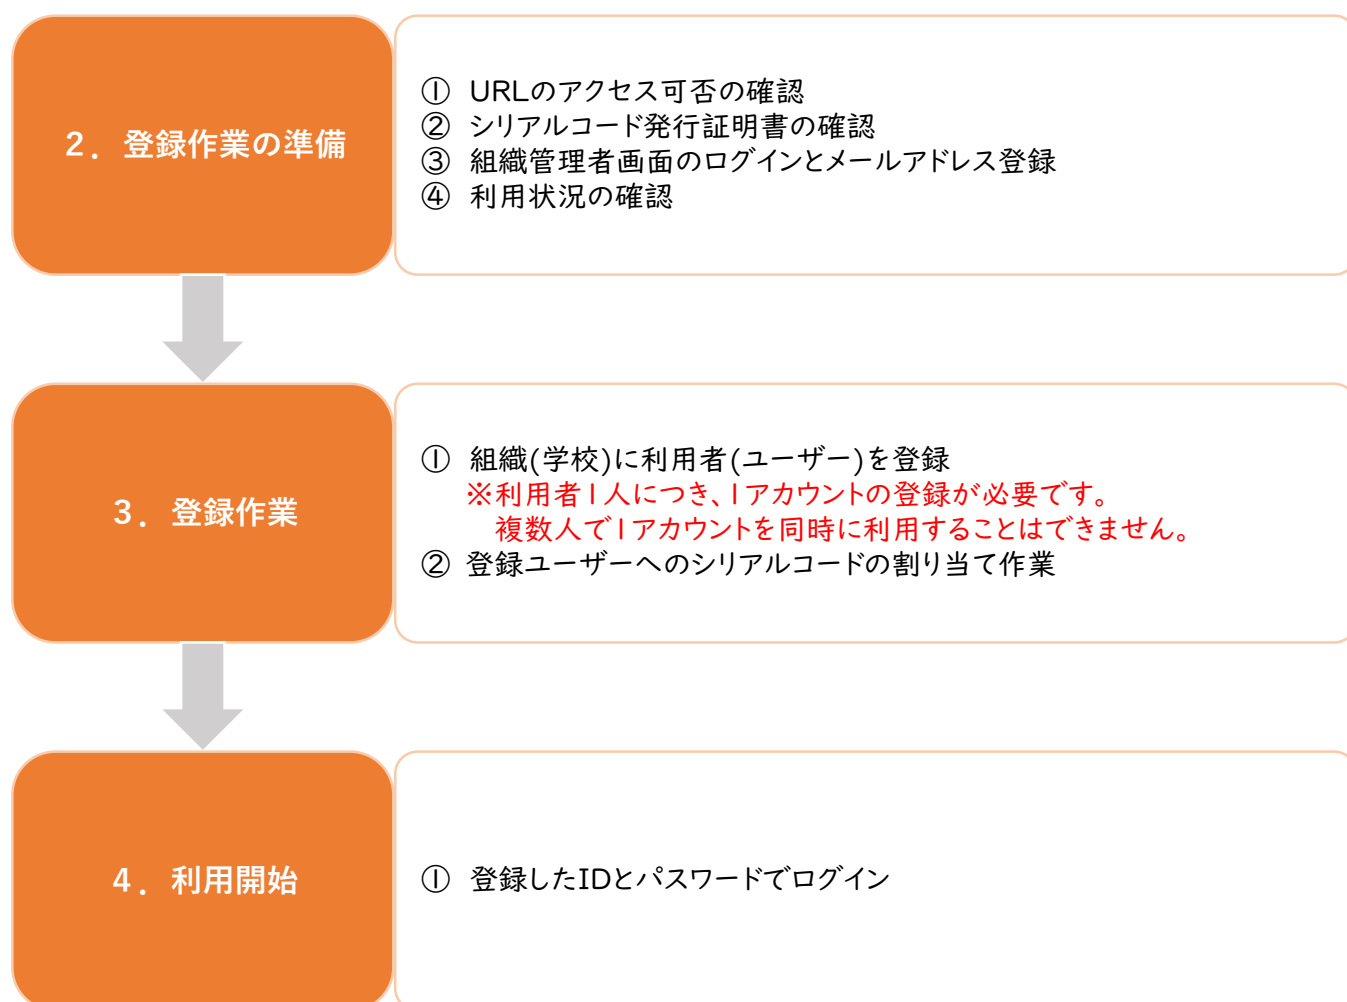 2．登録作業の準備
① URLのアクセス可否の確認
② シリアルコード発行証明書の確認
③ 組織管理者画面のログインとメールアドレス登録
④ 利用状況の確認
3．登録作業
① 組織(学校)に利用者(ユーザー)を登録
※利用者1人につき、1アカウントの登録が必要です。
複数人で1アカウントを同時に利用することはできません。
② 登録ユーザーへのシリアルコードの割り当て作業
4．利用開始
① 登録したIDとパスワードでログイン